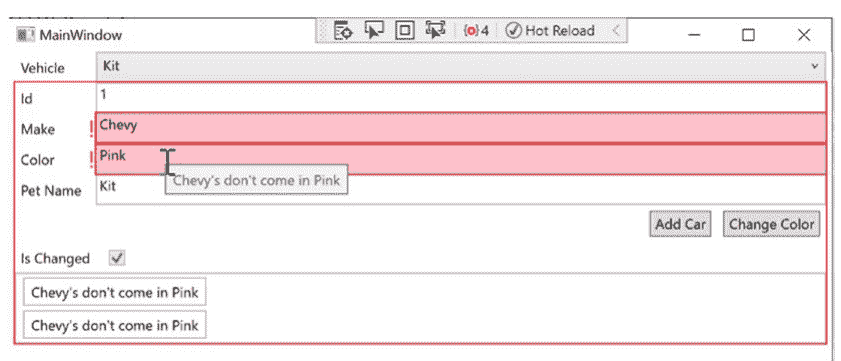 MainWindow
4 Hot Reload
Vehicle Kit
Id 1
Make ! Chevy
Color ! Pink
Chevy's don't come in Pink
Pet Name Kit
Add Car Change Color
Is Changed
Chevy's don't come in Pink
Chevy's don't come in Pink